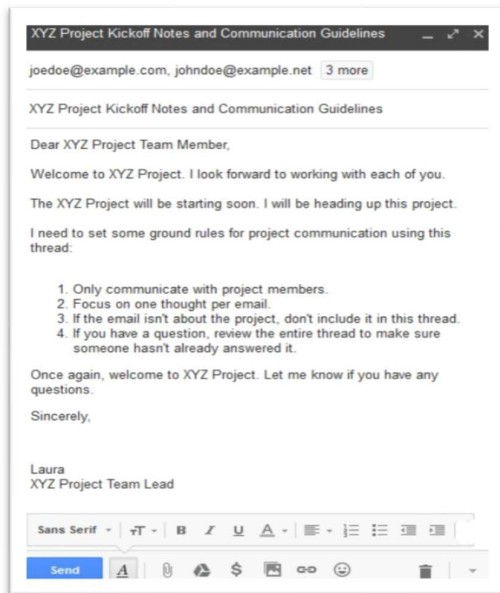 XYZ Project Kickoff Notes and Communication Guidelines
joedoe@example.com, johndoe@example.net 3 more
XYZ Project Kickoff Notes and Communication Guidelines
Dear XYZ Project Team Member,
Welcome to XYZ Project. I look forward to working with each of you.
The XYZ Project will be starting soon. I will be heading up this project.
I need to set some ground rules for project communication using this
thread:
1. Only communicate with project members.
2. Focus on one thought per email.
3. If the email isn't about the project, don't include it in this thread.
4. If you have a question, review the entire thread to make sure
someone hasn't already answered it.
Once again, welcome to XYZ Project. Let me know if you have any
questions.
Sincerely,
Laura
XYZ Project Team Lead
Sans Serif
Send